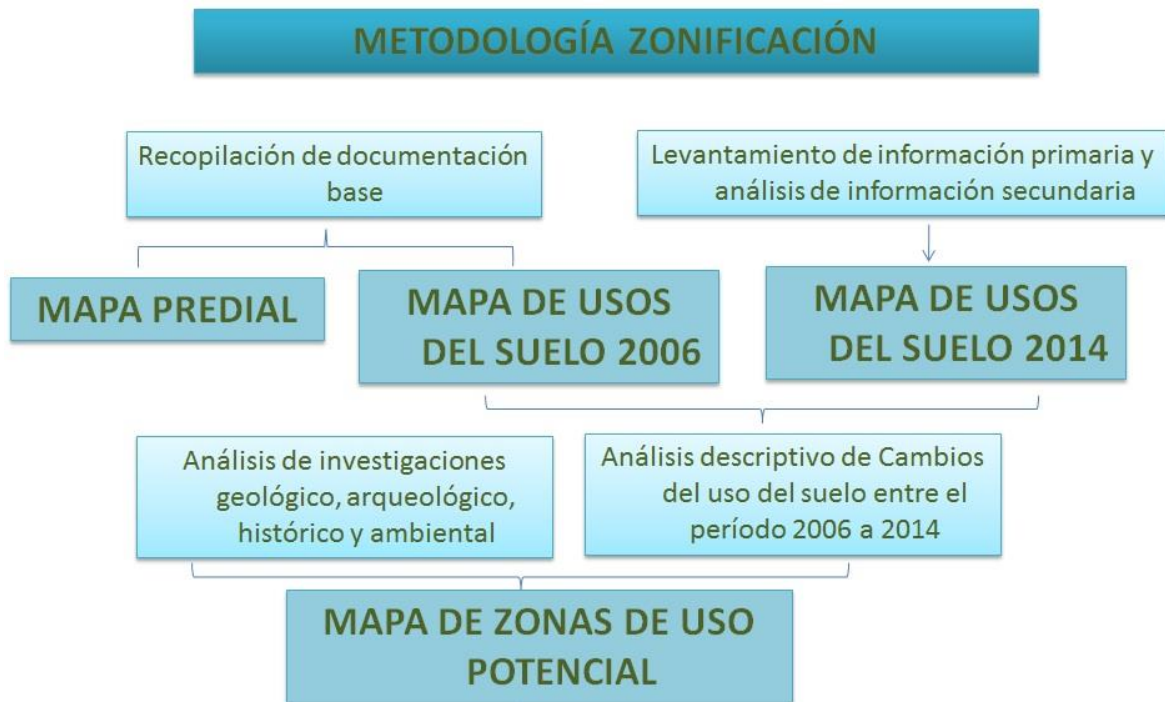 METODOLOGÍA ZONIFICACIÓN
Recopilación de documentación
base
Levantamiento de información primaria y
análisis de información secundaria
MAPA PREDIAL
MAPA DE USOS
DEL SUELO 2006
MAPA DE USOS
DEL SUELO 2014
Análisis de investigaciones
geológico, arqueológico,
histórico y ambiental
Análisis descriptivo de Cambios
del uso del suelo entre el
período 2006 a 2014
MAPA DE ZONAS DE USO
POTENCIAL